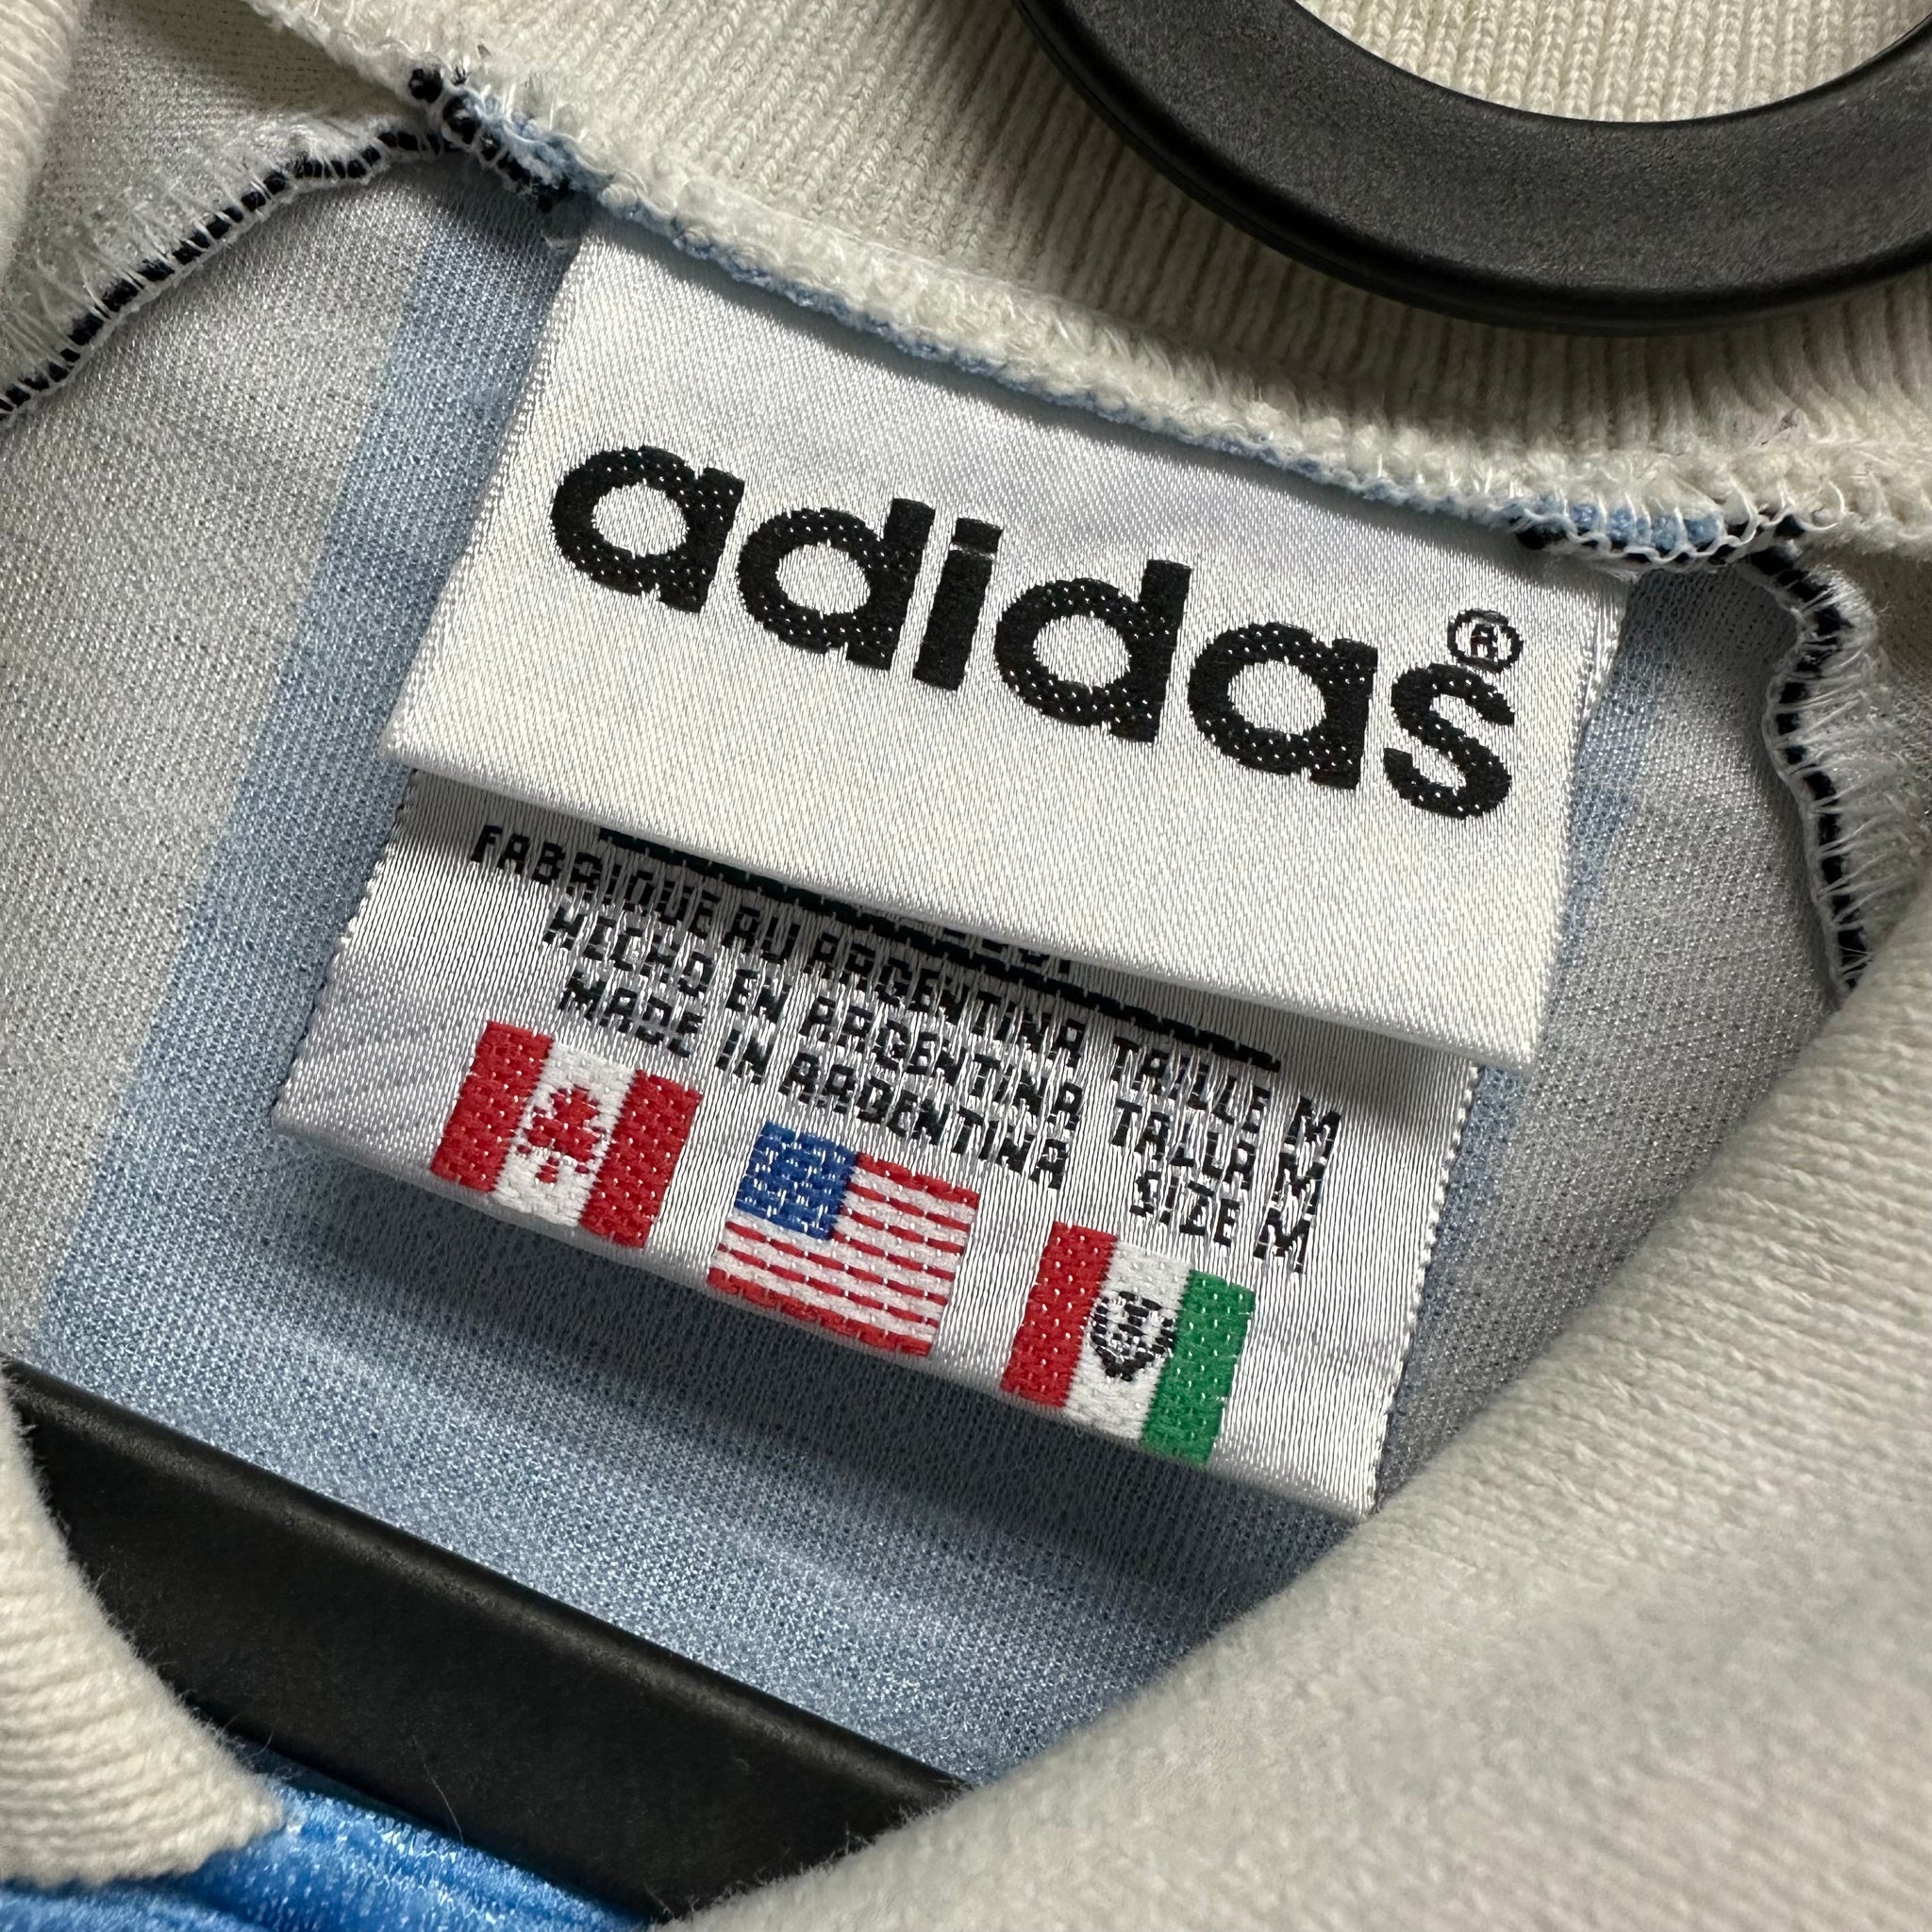 adidas®
FABRIQUE AU ARGENTINA TAILLE M
HECHO EN ARGENTINA TALLA M
MADE IN ARGENTINA SIZE M